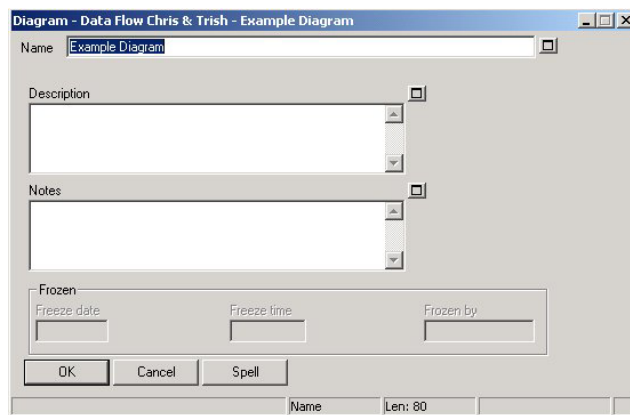 Diagram - Data Flow Chris & Trish - Example Diagram
Name Example Diagram
Description
Notes
Frozen
Freeze date Freeze time Frozen by
OK Cancel Spell
Name Len: 80